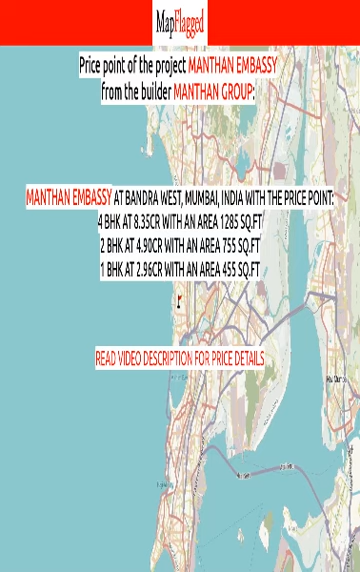 MapFlagged
Price point of the project MANTHAN EMBASSY
from the builder MANTHAN GROUP:
MANTHAN EMBASSY AT BANDRA WEST, MUMBAI, INDIA WITH THE PRICE POINT:
4 BHK AT 8.35CR WITH AN AREA 1285 SQ.FT
2 BHK AT 4.90CR WITH AN AREA 755 SQ.FT
1 BHK AT 2.96CR WITH AN AREA 455 SQ.FT
READ VIDEO DESCRIPTION FOR PRICE DETAILS